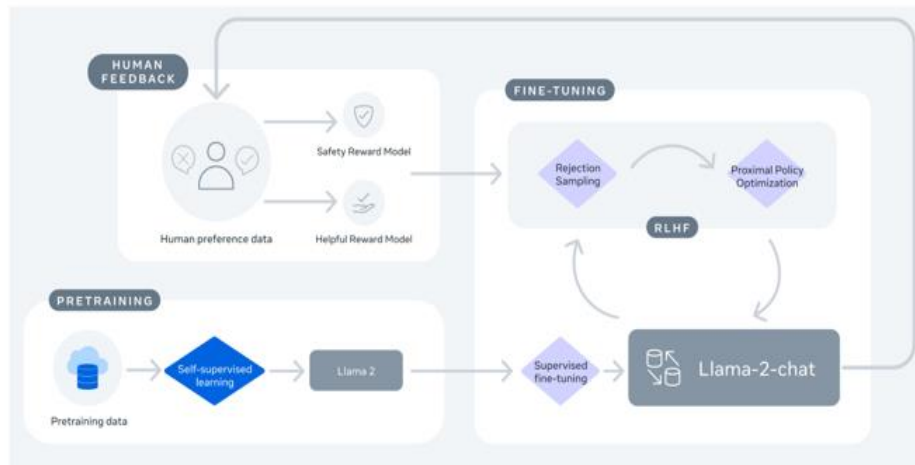 HUMAN
FEEDBACK
Safety Reward Model
Human preference data
Helpful Reward Model
FINE-TUNING
Rejection
Sampling
Proximal Policy
Optimization
RLHF
PRETRAINING
Self-supervised
learning
Llama 2
Pretraining data
Supervised
fine-tuning
Llama-2-chat